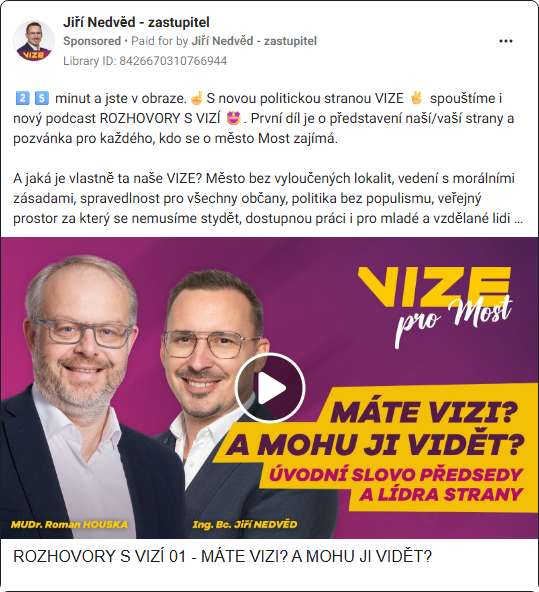 Jiří Nedvěd - zastupitel
Sponsored • Paid for by Jiří Nedvěd - zastupitel
Library ID: 8426670310766944
VIZE
2️⃣ 5️⃣ minut a jste v obraze.☝️S novou politickou stranou VIZE ✌️ spouštíme i
nový podcast ROZHOVORY S VIZÍ 🤩. První díl je o představení naší/vaší strany a
pozvánka pro každého, kdo se o město Most zajímá.
A jaká je vlastně ta naše VIZE? Město bez vyloučených lokalit, vedení s morálními
zásadami, spravedlnost pro všechny občany, politika bez populismu, veřejný
prostor za který se nemusíme stydět, dostupnou práci i pro mladé a vzdělané lidi ...
VIZE
pro Most
MÁTE VIZI?
A MOHU JI VIDĚT?
ÚVODNÍ SLOVO PŘEDSEDY
A LÍDRA STRANY
MUDr. Roman HOUSKA
Ing. Bc. Jiří NEDVĚD
ROZHOVORY S VIZÍ 01 - MÁTE VIZI? A MOHU JI VIDĚT?